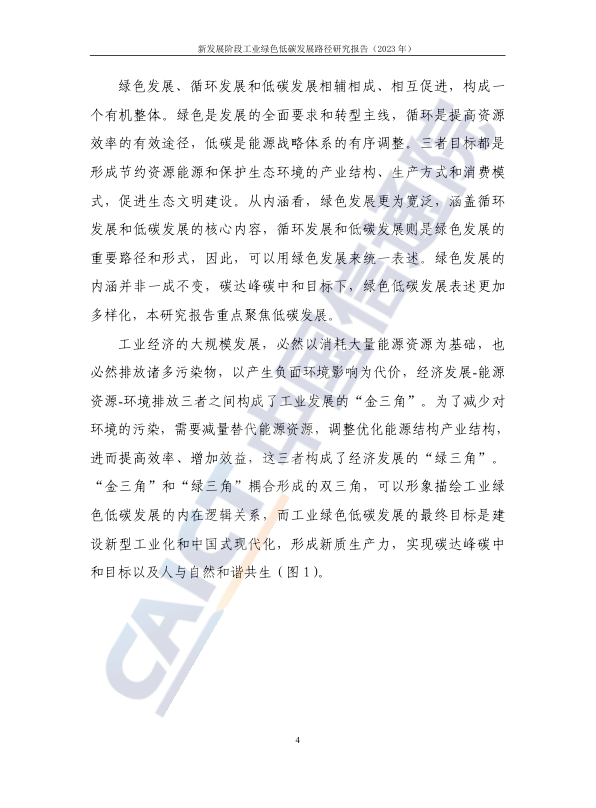 新发展阶段工业绿色低碳发展路径研究报告（2023 年）
绿色发展、循环发展和低碳发展相辅相成、相互促进，构成一
个有机整体。绿色是发展的全面要求和转型主线，循环是提高资源
效率的有效途径，低碳是能源战略体系的有序调整。三者目标都是
形成节约资源能源和保护生态环境的产业结构、生产方式和消费模
式，促进生态文明建设。从内涵看，绿色发展更为宽泛，涵盖循环
发展和低碳发展的核心内容，循环发展和低碳发展则是绿色发展的
重要路径和形式，因此，可以用绿色发展来统一表述。绿色发展的
内涵并非一成不变，碳达峰碳中和目标下，绿色低碳发展表述更加
多样化，本研究报告重点聚焦低碳发展。
工业经济的大规模发展，必然以消耗大量能源资源为基础，也
必然排放诸多污染物，以产生负面环境影响为代价，经济发展-能源
资源-环境排放三者之间构成了工业发展的“金三角”。为了减少对
环境的污染，需要减量替代能源资源，调整优化能源结构产业结构，
进而提高效率、增加效益，这三者构成了经济发展的“绿三角”。
“金三角”和“绿三角”耦合形成的双三角，可以形象描绘工业绿
色低碳发展的内在逻辑关系，而工业绿色低碳发展的最终目标是建
设新型工业化和中国式现代化，形成新质生产力，实现碳达峰碳中
和目标以及人与自然和谐共生（图 1）。
CAICT 中国信通院
4